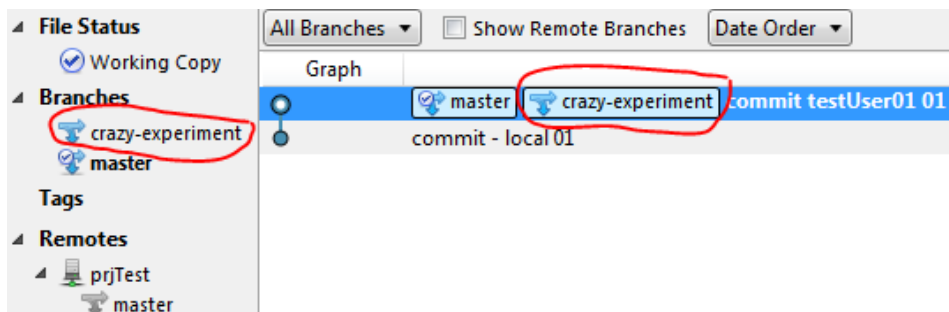 File Status
Working Copy
Branches
crazy-experiment
master
Tags
Remotes
prjTest
master
All Branches Show Remote Branches Date Order
Graph
master crazy-experiment commit testUser01 01
commit - local 01